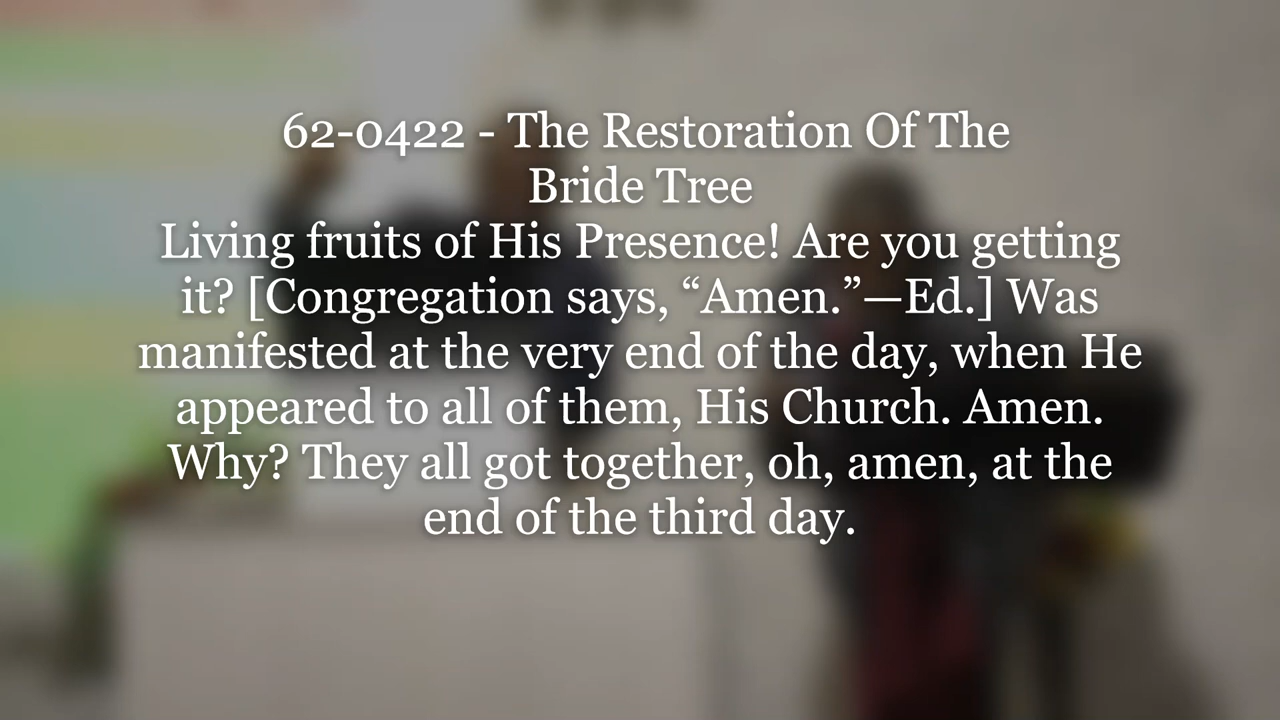 62-0422 - The Restoration Of The
Bride Tree
Living fruits of His Presence! Are you getting
it? [Congregation says, “Amen.”—Ed.] Was
manifested at the very end of the day, when He
appeared to all of them, His Church. Amen.
Why? They all got together, oh, amen, at the
end of the third day.